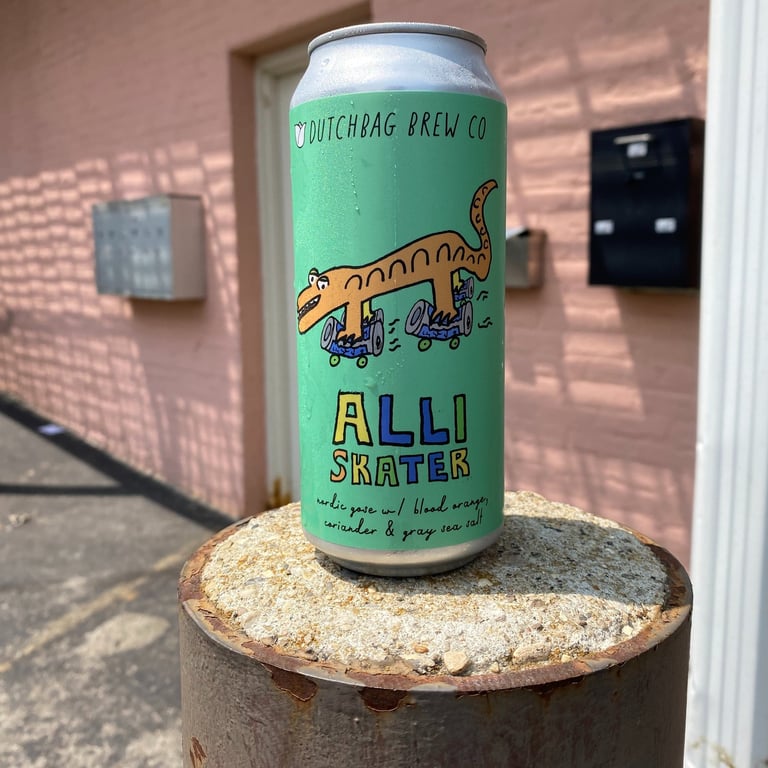 DUTCHBAG BREW CO
ALLI
SKATER
nordic gose w/ blood orange,
coriander & gray sea salt